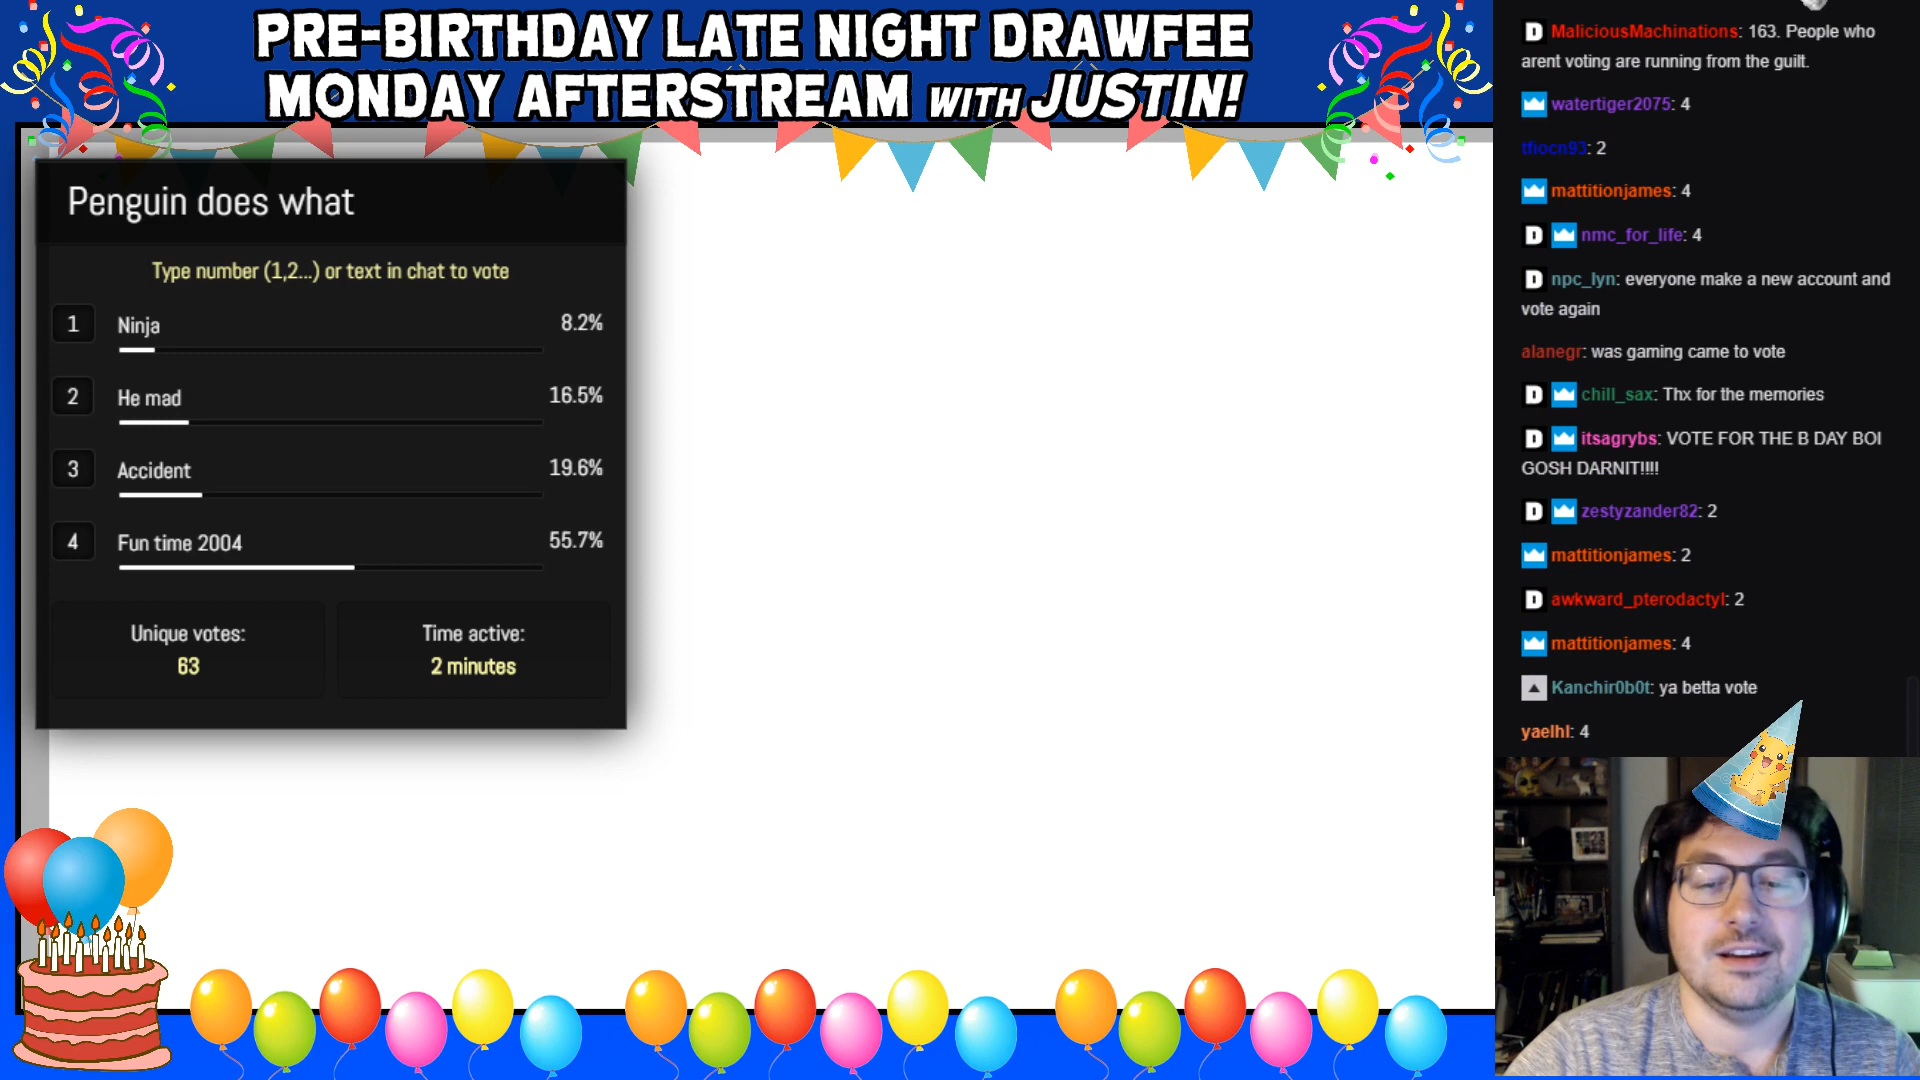 PRE-BIRTHDAY LATE NIGHT DRAWFEE
MONDAY AFTERSTREAM WITH JUSTIN!
Penguin does what
Type number (1,2...) or text in chat to vote
1 Ninja 8.2%
2 He mad 16.5%
3 Accident 19.6%
4 Fun time 2004 55.7%
Unique votes: Time active:
63 2 minutes
D MaliciousMachinations: 163. People who
arent voting are running from the guilt.
watertiger2075: 4
tfiocn93: 2
mattitionjames: 4
D nmc_for_life: 4
D npc_lyn: everyone make a new account and
vote again
alanegr: was gaming came to vote
D chill_sax: Thx for the memories
D itsagrybs: VOTE FOR THE B DAY BOI
GOSH DARNIT!!!!
D zestyzander82: 2
mattitionjames: 2
D awkward_pterodactyl: 2
mattitionjames: 4
Kanchir0b0t: ya betta vote
yaelhl: 4